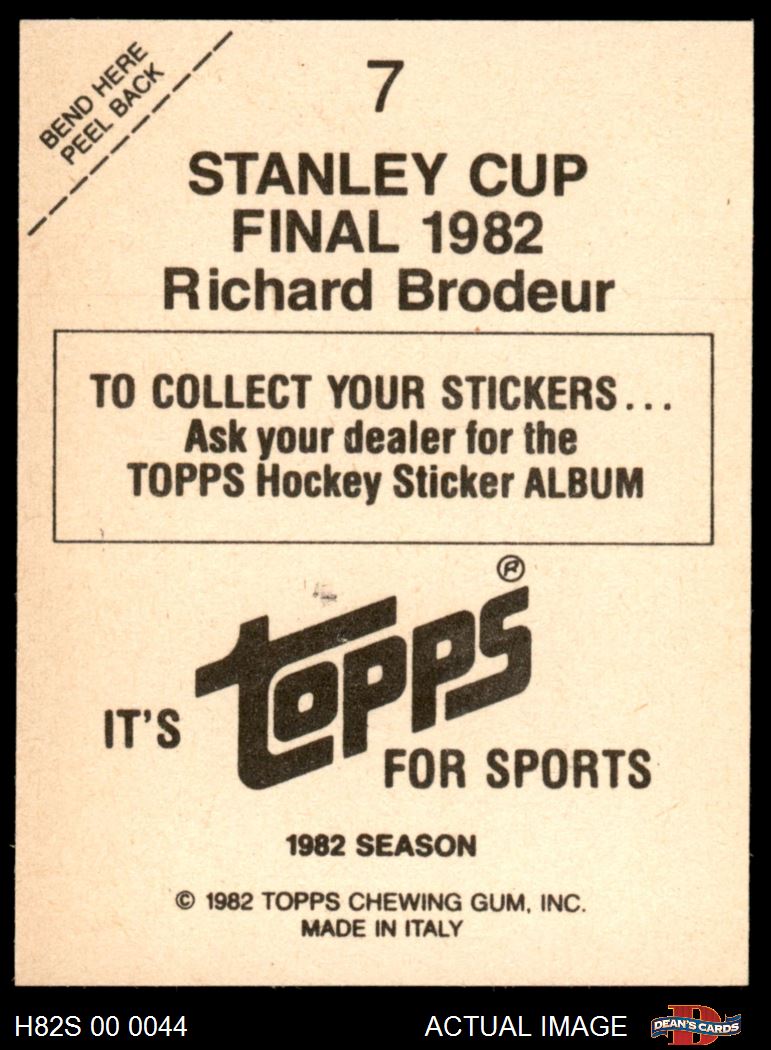 BEND HERE
PEEL BACK
7
STANLEY CUP
FINAL 1982
Richard Brodeur
TO COLLECT YOUR STICKERS...
Ask your dealer for the
TOPPS Hockey Sticker ALBUM
IT'S topps® FOR SPORTS
1982 SEASON
© 1982 TOPPS CHEWING GUM, INC.
MADE IN ITALY
H82S 00 0044 ACTUAL IMAGE D DEAN'S CARDS